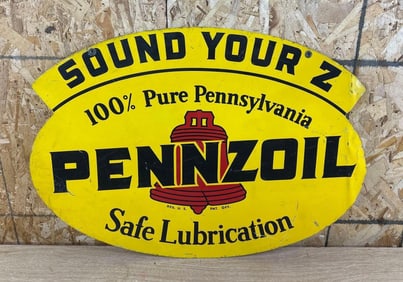 SOUND YOUR 'Z
100% Pure Pennsylvania
PENNZOIL
Safe Lubrication